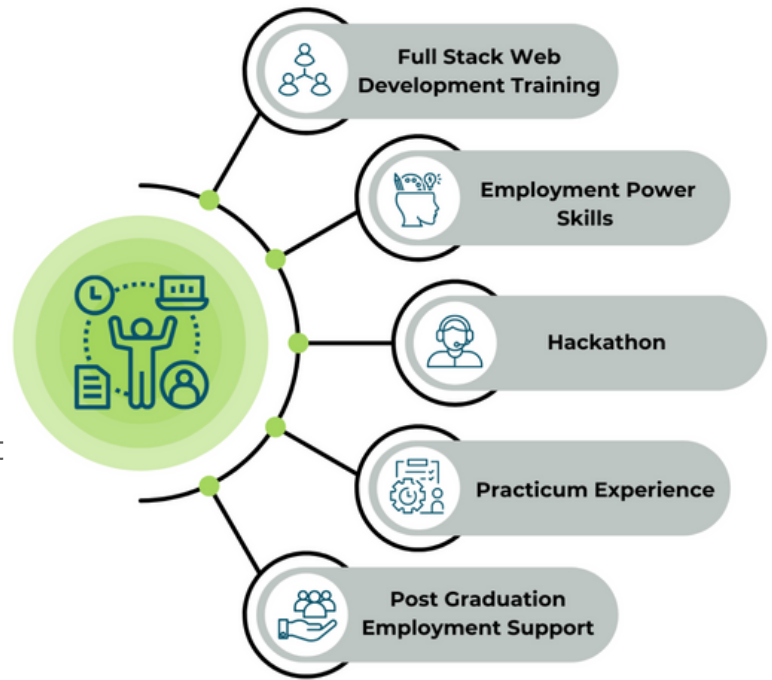 Full Stack Web
Development Training
Employment Power
Skills
Hackathon
Practicum Experience
Post Graduation
Employment Support